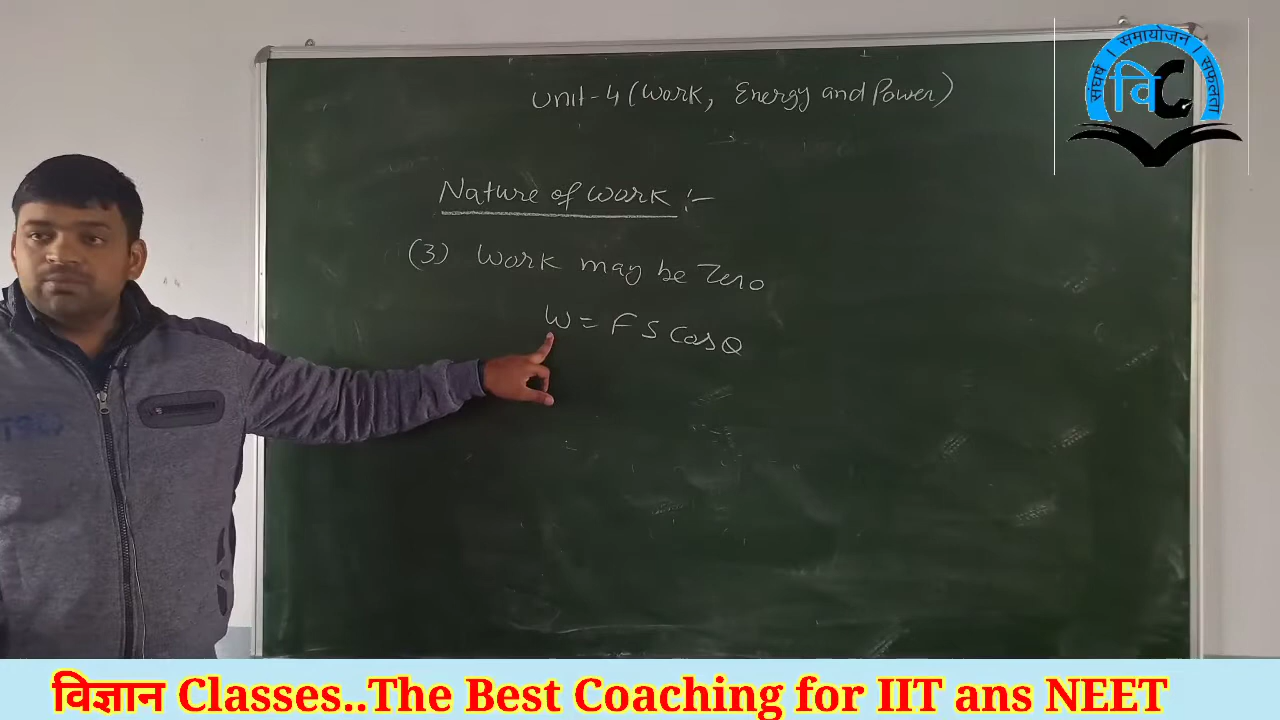 Unit-4 (Work, Energy and Power)
संघर्ष । समायोजन । सफलता
विC
Nature of work :-
(3) Work may be Zero
W = F S Cos θ
विज्ञान Classes..The Best Coaching for IIT ans NEET